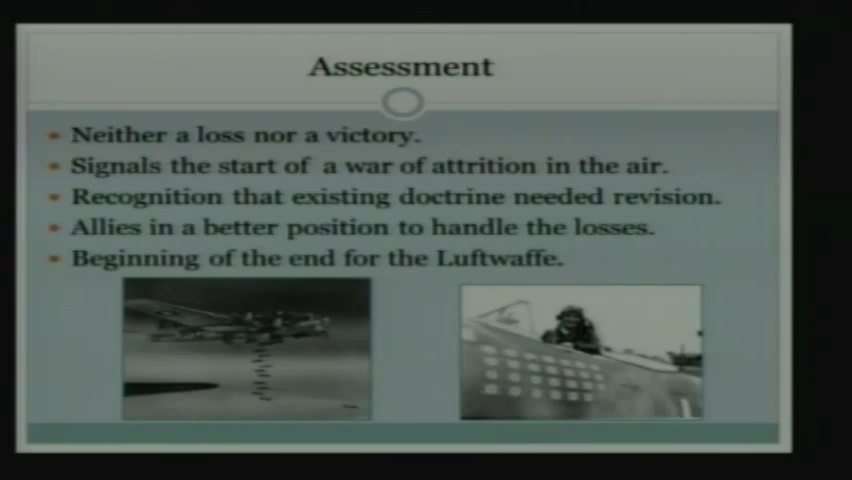 Assessment
Neither a loss nor a victory.
Signals the start of a war of attrition in the air.
Recognition that existing doctrine needed revision.
Allies in a better position to handle the losses.
Beginning of the end for the Luftwaffe.